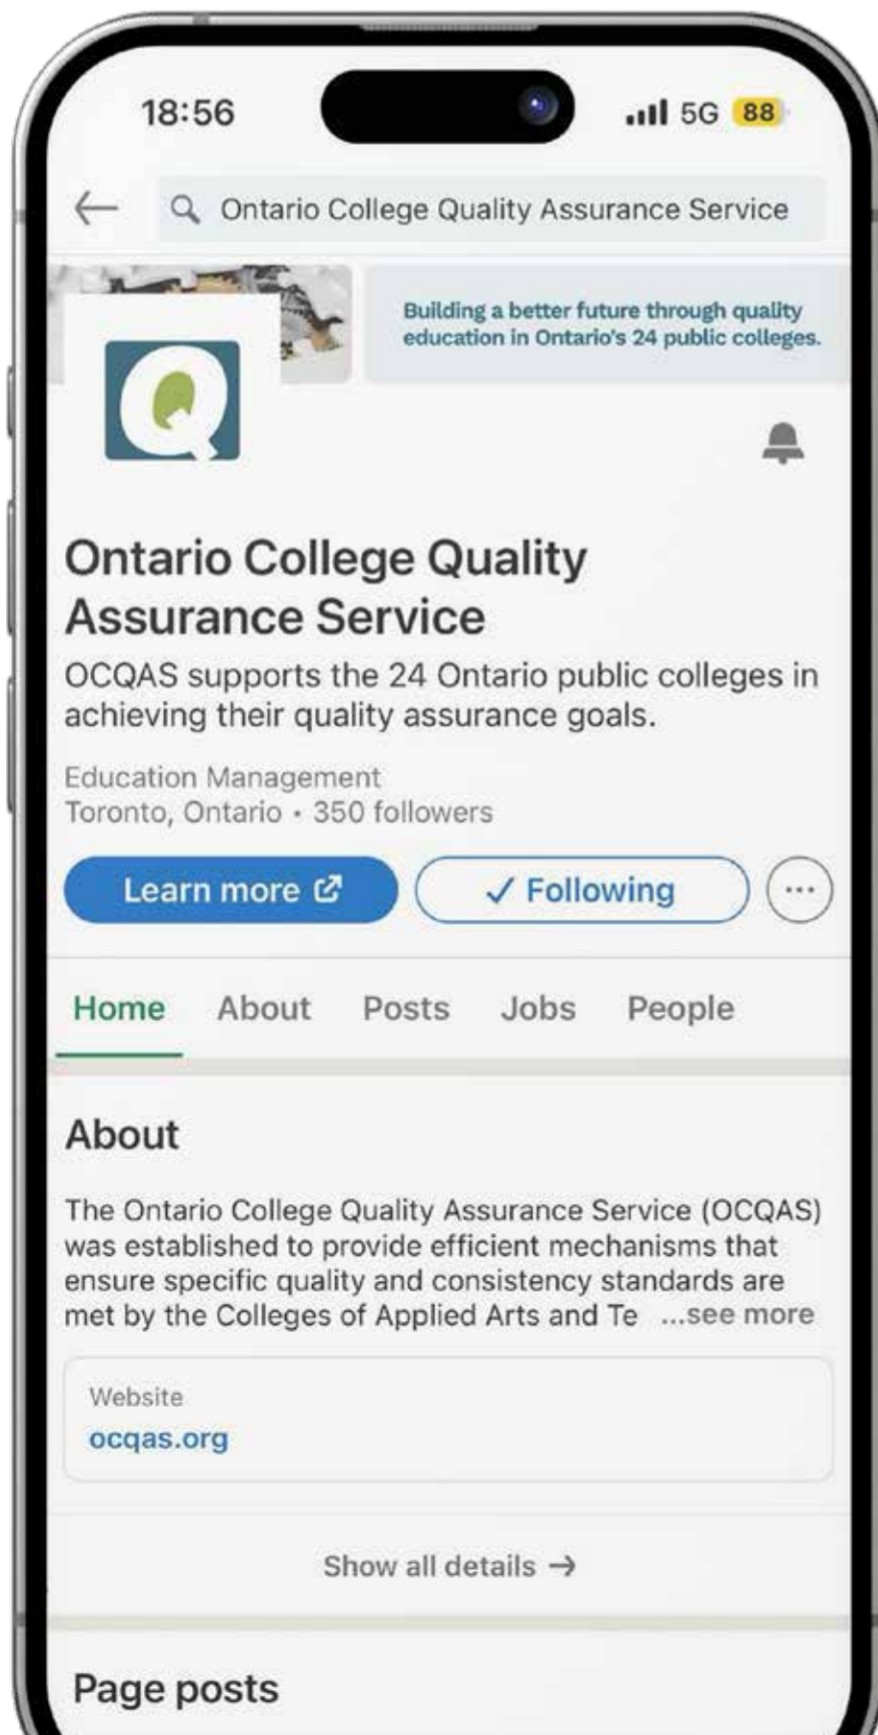 18:56 5G 88
Ontario College Quality Assurance Service
Building a better future through quality
education in Ontario's 24 public colleges.
Q
Ontario College Quality
Assurance Service
OCQAS supports the 24 Ontario public colleges in
achieving their quality assurance goals.
Education Management
Toronto, Ontario • 350 followers
Learn more ✓ Following ...
Home About Posts Jobs People
About
The Ontario College Quality Assurance Service (OCQAS)
was established to provide efficient mechanisms that
ensure specific quality and consistency standards are
met by the Colleges of Applied Arts and Te ...see more
Website
ocqas.org
Show all details →
Page posts